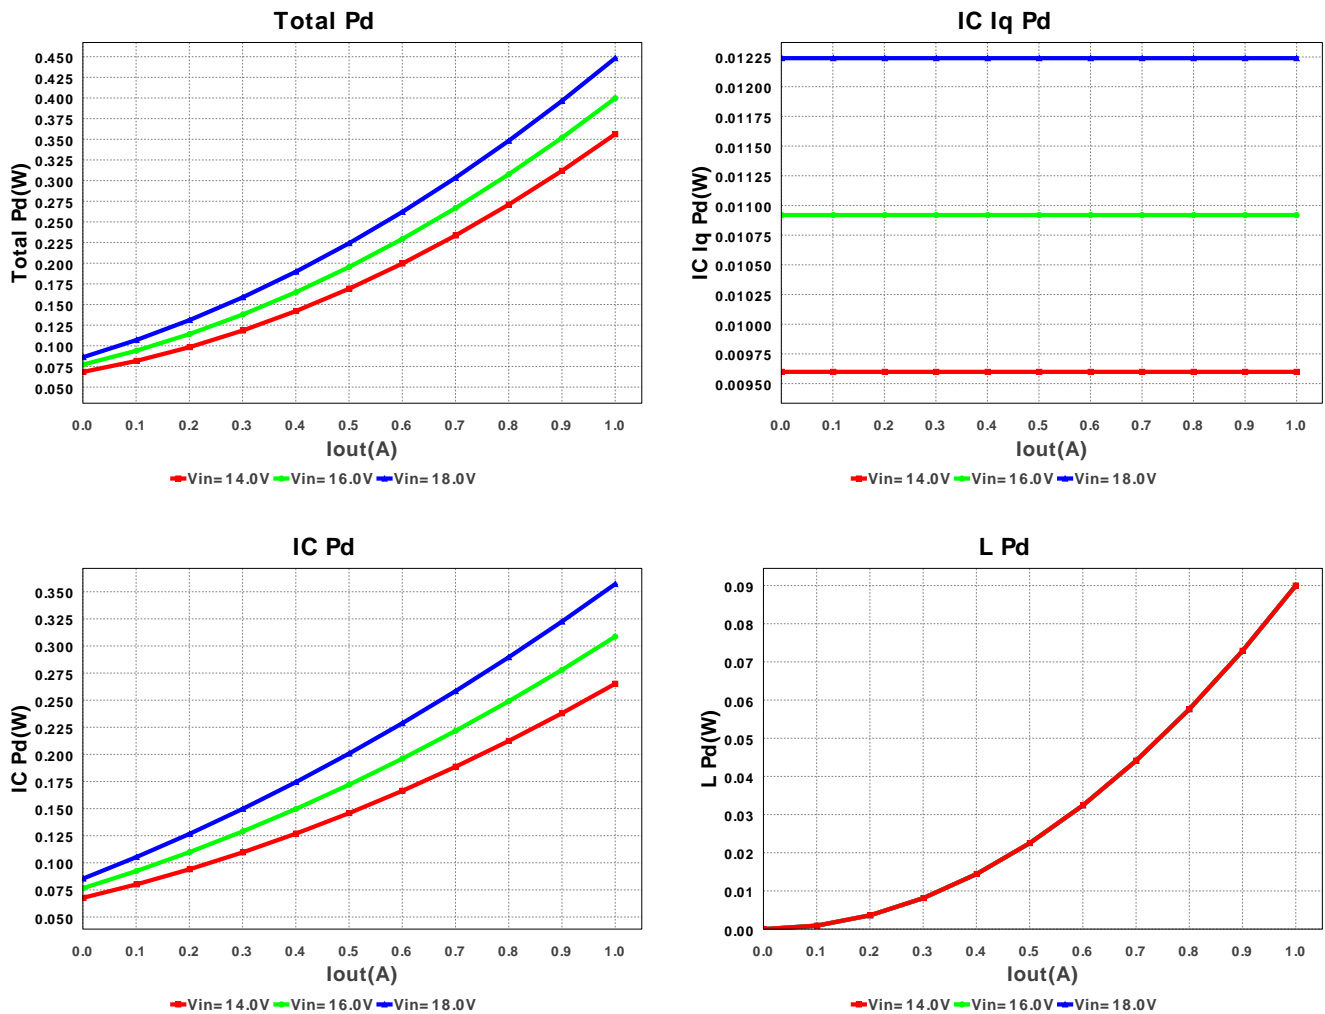 Total Pd
Total Pd(W)
0.450
0.425
0.400
0.375
0.350
0.325
0.300
0.275
0.250
0.225
0.200
0.175
0.150
0.125
0.100
0.075
0.050
0.0 0.1 0.2 0.3 0.4 0.5 0.6 0.7 0.8 0.9 1.0
Iout(A)
Vin=14.0V Vin=16.0V Vin=18.0V
IC Iq Pd
IC Iq Pd(W)
0.01225
0.01200
0.01175
0.01150
0.01125
0.01100
0.01075
0.01050
0.01025
0.01000
0.00975
0.00950
0.0 0.1 0.2 0.3 0.4 0.5 0.6 0.7 0.8 0.9 1.0
Iout(A)
Vin=14.0V Vin=16.0V Vin=18.0V
IC Pd
IC Pd(W)
0.350
0.325
0.300
0.275
0.250
0.225
0.200
0.175
0.150
0.125
0.100
0.075
0.050
0.0 0.1 0.2 0.3 0.4 0.5 0.6 0.7 0.8 0.9 1.0
Iout(A)
Vin=14.0V Vin=16.0V Vin=18.0V
L Pd
L Pd(W)
0.09
0.08
0.07
0.06
0.05
0.04
0.03
0.02
0.01
0.00
0.0 0.1 0.2 0.3 0.4 0.5 0.6 0.7 0.8 0.9 1.0
Iout(A)
Vin=14.0V Vin=16.0V Vin=18.0V